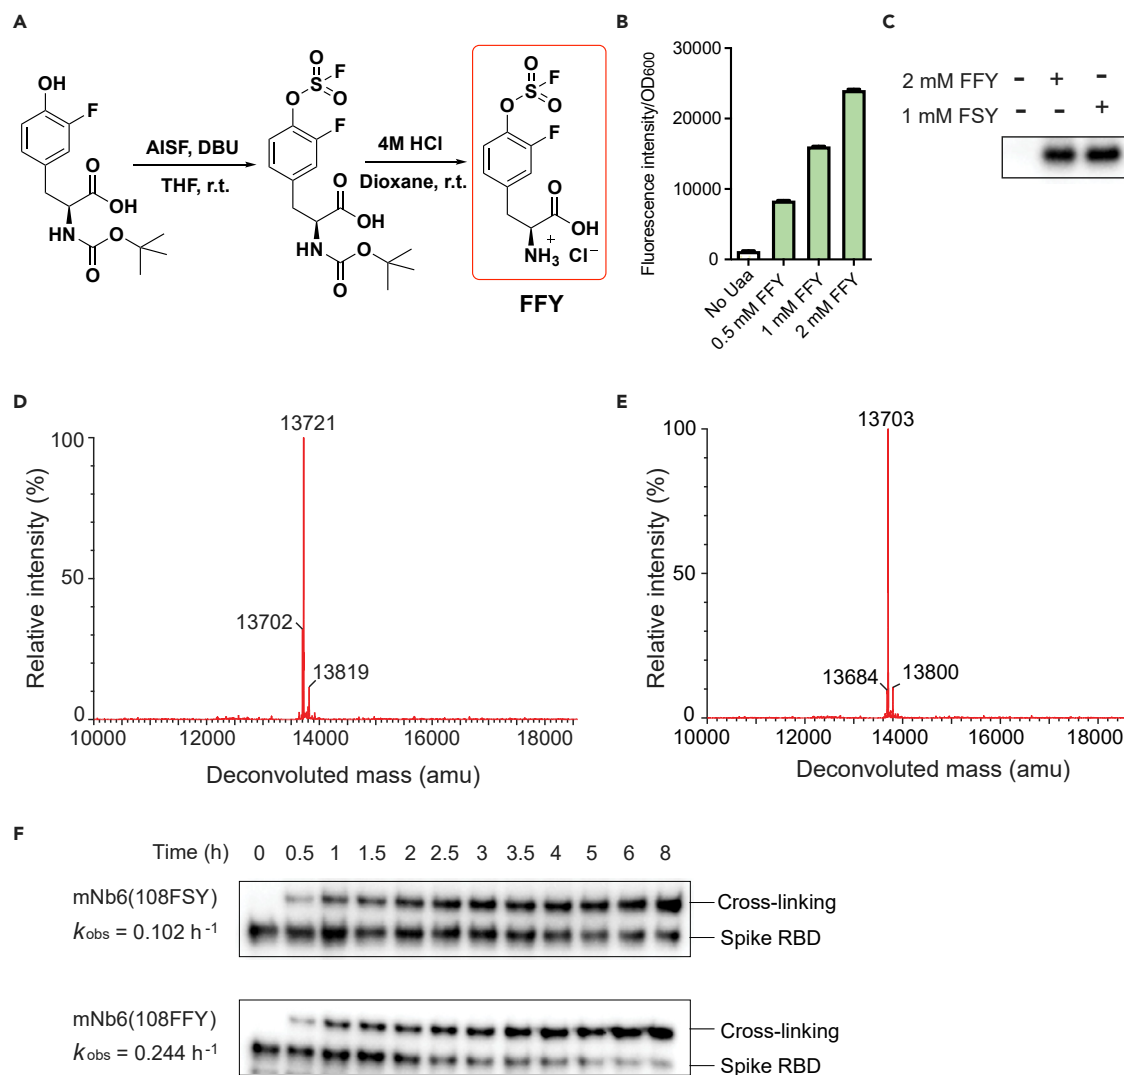 A
OH
F
O
OH
HN
O
O
AISF, DBU
THF, r.t.
O
F
S
O
O
F
O
OH
HN
O
O
4M HCl
Dioxane, r.t.
O
F
S
O
O
F
O
OH
NH3
+
Cl−
FFY
B
Fluorescence intensity/OD600
30000
20000
10000
0
No Uaa
0.5 mM FFY
1 mM FFY
2 mM FFY
C
2 mM FFY - + -
1 mM FSY - - +
D
Relative intensity (%)
100
50
0
13721
13702
13819
10000 12000 14000 16000 18000
Deconvoluted mass (amu)
E
Relative intensity (%)
100
50
0
13703
13684
13800
10000 12000 14000 16000 18000
Deconvoluted mass (amu)
F
Time (h) 0 0.5 1 1.5 2 2.5 3 3.5 4 5 6 8
mNb6(108FSY)
kobs = 0.102 h-1
Cross-linking
Spike RBD
mNb6(108FFY)
kobs = 0.244 h-1
Cross-linking
Spike RBD